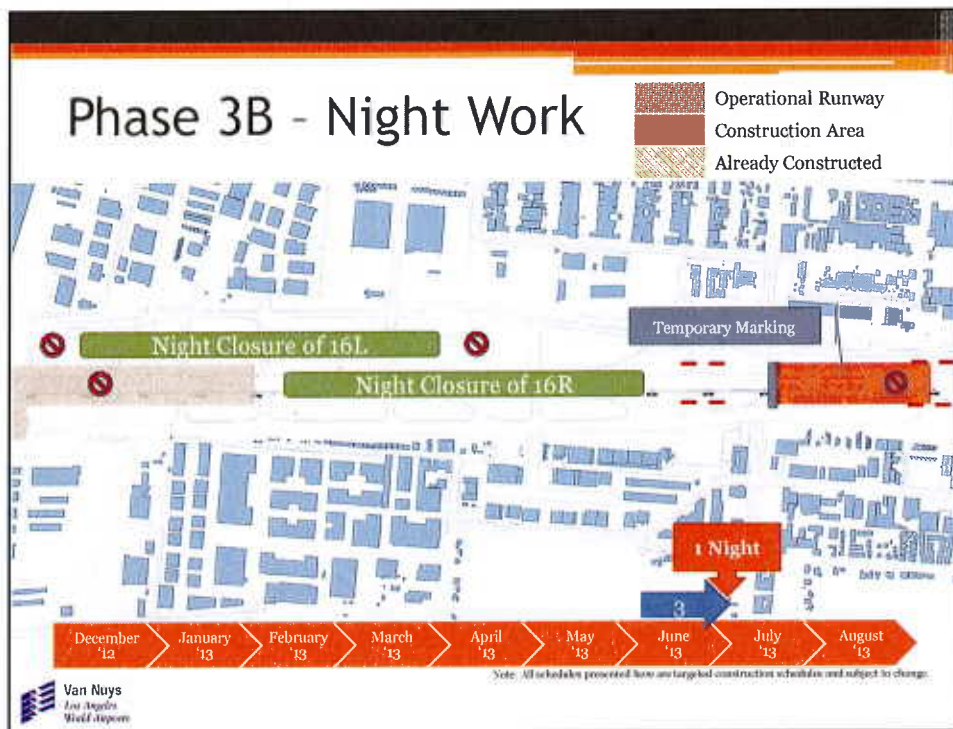 Phase 3B - Night Work
Operational Runway
Construction Area
Already Constructed
Temporary Marking
Night Closure of 16L
Night Closure of 16R
1 Night
3
December '12
January '13
February '13
March '13
April '13
May '13
June '13
July '13
August '13
Note: All schedules presented here are targeted construction schedules and subject to change.
Van Nuys
Los Angeles
World Airports